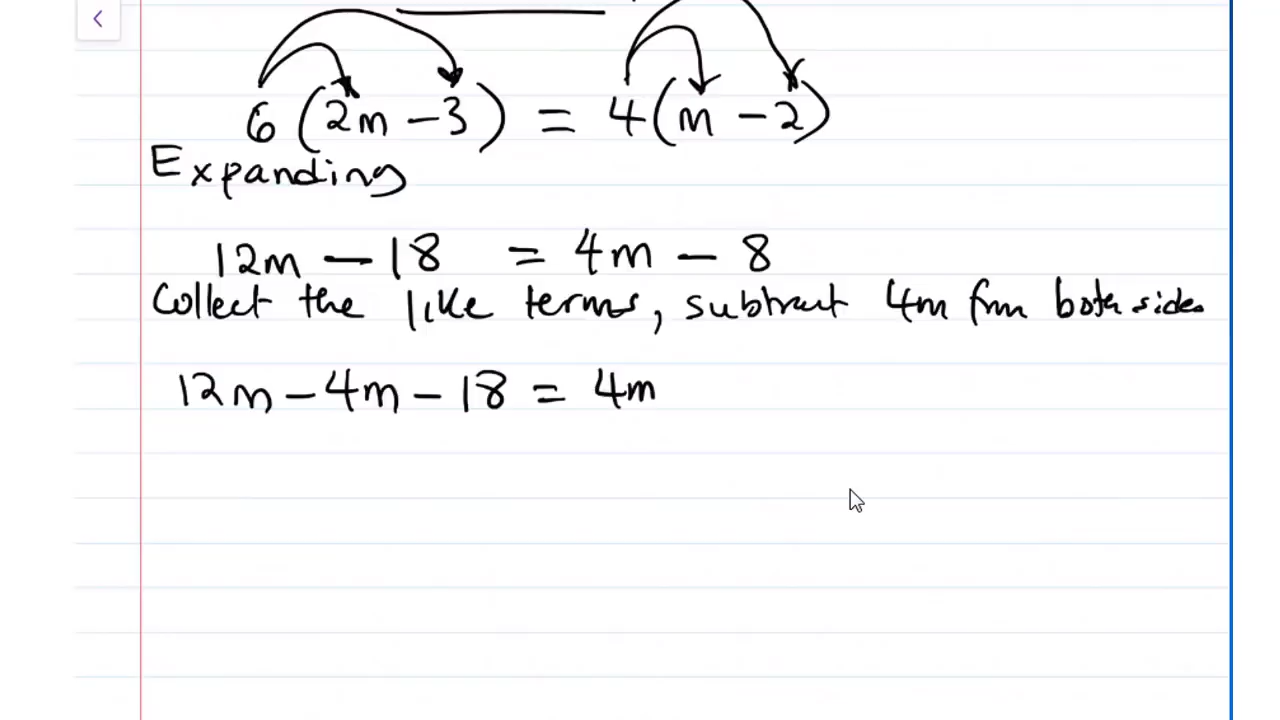 6(2m - 3) = 4(m - 2)
Expanding
12m - 18 = 4m - 8
Collect the like terms, subtract 4m from both sides
12m - 4m - 18 = 4m